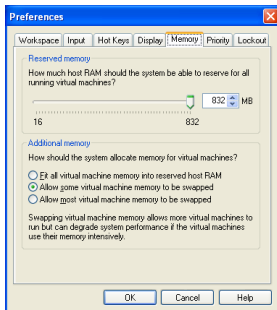 Preferences
Workspace Input Hot Keys Display Memory Priority Lockout
Reserved memory
How much host RAM should the system be able to reserve for all
running virtual machines?
832 MB
16 832
Additional memory
How should the system allocate memory for virtual machines?
Fit all virtual machine memory into reserved host RAM
Allow some virtual machine memory to be swapped
Allow most virtual machine memory to be swapped
Swapping virtual machine memory allows more virtual machines to
run but can degrade system performance if the virtual machines
use their memory intensively.
OK Cancel Help